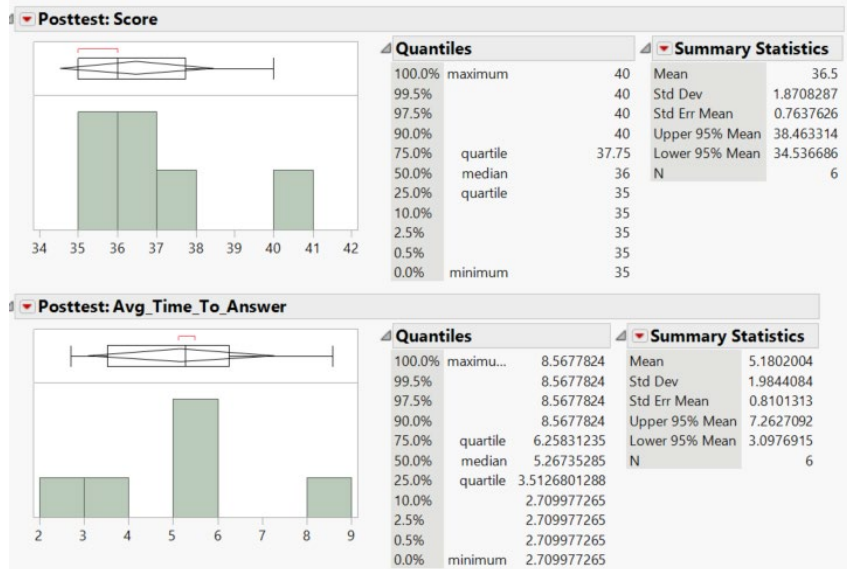 Posttest: Score
Quantiles
100.0% maximum 40
99.5% 40
97.5% 40
90.0% 40
75.0% quartile 37.75
50.0% median 36
25.0% quartile 35
10.0% 35
2.5% 35
0.5% 35
0.0% minimum 35
Summary Statistics
Mean 36.5
Std Dev 1.8708287
Std Err Mean 0.7637626
Upper 95% Mean 38.463314
Lower 95% Mean 34.536686
N 6
34 35 36 37 38 39 40 41 42
Posttest: Avg_Time_To_Answer
Quantiles
100.0% maximu... 8.5677824
99.5% 8.5677824
97.5% 8.5677824
90.0% 8.5677824
75.0% quartile 6.25831235
50.0% median 5.26735285
25.0% quartile 3.5126801288
10.0% 2.709977265
2.5% 2.709977265
0.5% 2.709977265
0.0% minimum 2.709977265
Summary Statistics
Mean 5.1802004
Std Dev 1.9844084
Std Err Mean 0.8101313
Upper 95% Mean 7.2627092
Lower 95% Mean 3.0976915
N 6
2 3 4 5 6 7 8 9